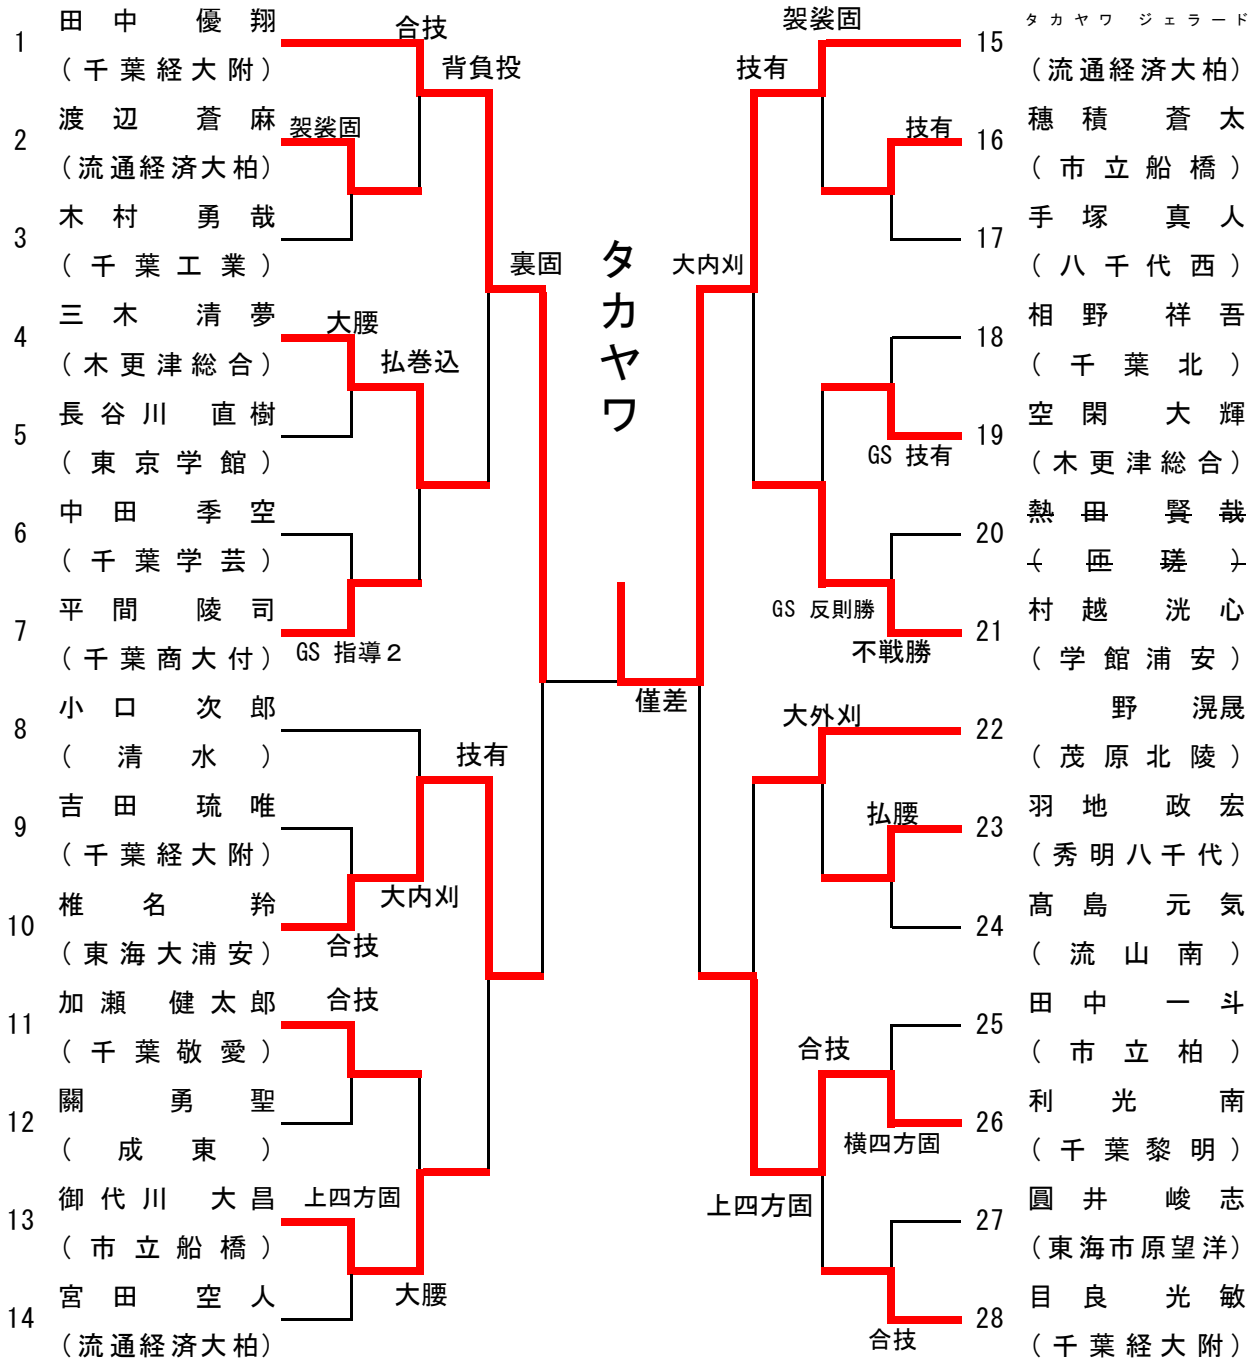 1 田中 優翔
(千葉経大附)
2 渡辺 蒼麻
(流通経済大柏)
3 木村 勇哉
(千葉工業)
4 三木 清夢
(木更津総合)
5 長谷川 直樹
(東京学館)
6 中田 季空
(千葉学芸)
7 平間 陵司
(千葉商大付)
8 小口 次郎
(清水)
9 吉田 琉唯
(千葉経大附)
10 椎名 羚
(東海大浦安)
11 加瀬 健太郎
(千葉敬愛)
12 關 勇聖
(成東)
13 御代川 大昌
(市立船橋)
14 宮田 空人
(流通経済大柏)
合技
背負投
袈裟固
裏固
大腰
払巻込
GS 指導2
技有
大内刈
合技
合技
上四方固
大腰
タカヤワ
僅差
袈裟固
技有
技有
大内刈
GS 技有
GS 反則勝
不戦勝
大外刈
払腰
合技
横四方固
上四方固
合技
タカヤワ ジェラード
15
(流通経済大柏)
16 穂積 蒼太
(市立船橋)
17 手塚 真人
(八千代西)
18 相野 祥吾
(千葉北)
19 空閑 大輝
(木更津総合)
20 熱田 賢哉
(匝瑳)
21 村越 洸心
(学館浦安)
22 野 滉晟
(茂原北陵)
23 羽地 政宏
(秀明八千代)
24 髙島 元気
(流山南)
25 田中 一斗
(市立柏)
26 利光 南
(千葉黎明)
27 圓井 峻志
(東海市原望洋)
28 目良 光敏
(千葉経大附)